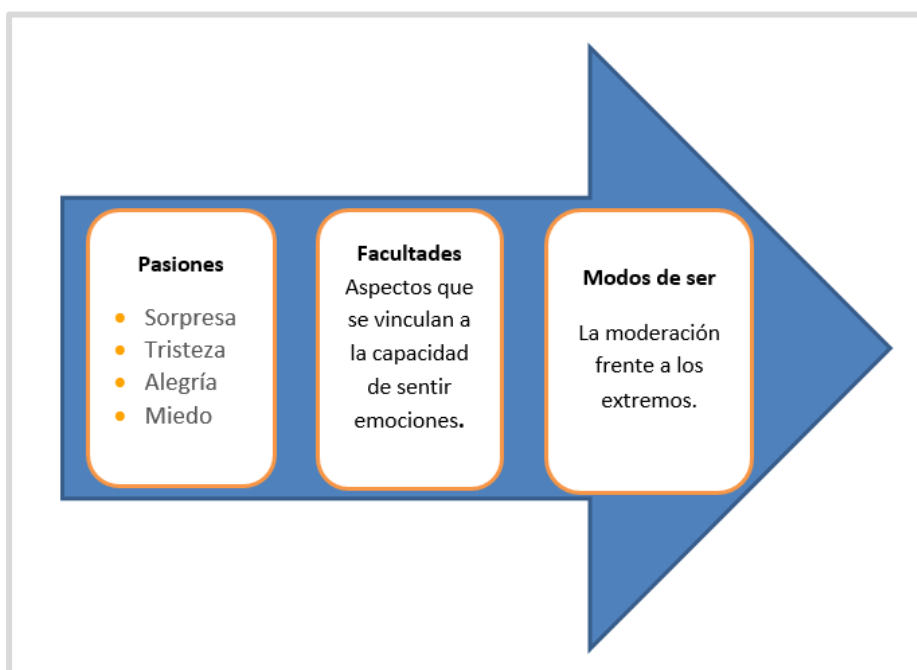 Pasiones
• Sorpresa
• Tristeza
• Alegría
• Miedo
Facultades
Aspectos que
se vinculan a
la capacidad
de sentir
emociones.
Modos de ser
La moderación
frente a los
extremos.